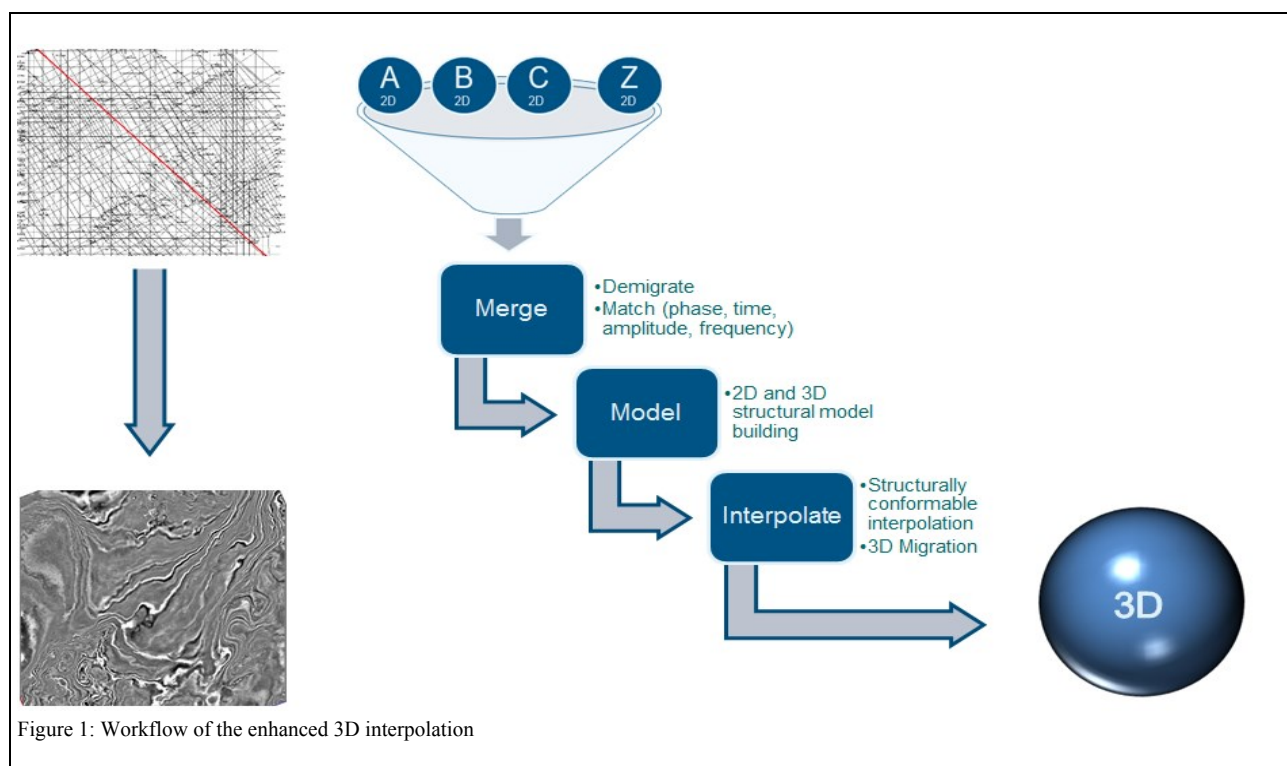 A
2D
B
2D
C
2D
Z
2D
Merge
•Demigrate
•Match (phase, time,
amplitude, frequency)
Model
•2D and 3D
structural model
building
Interpolate
•Structurally
conformable
interpolation
•3D Migration
3D
Figure 1: Workflow of the enhanced 3D interpolation